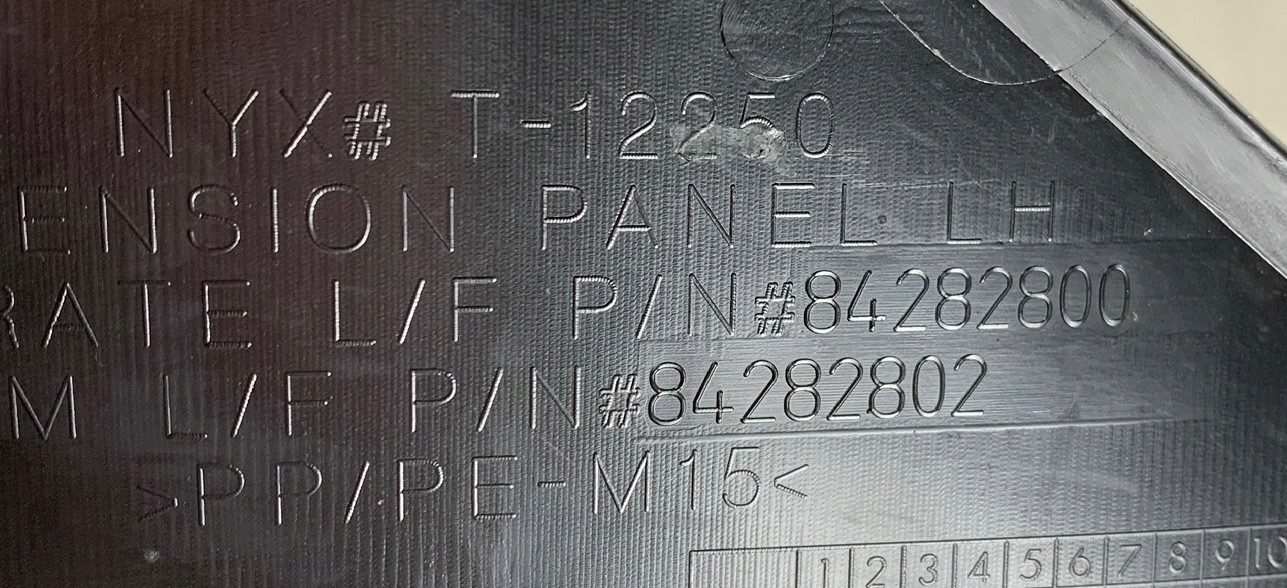 NYX# T-12250
ENSION PANEL LH
RATE L/F P/N#84282800
M L/F P/N#84282802
>PP/PE-M15<
1 2 3 4 5 6 7 8 9 10